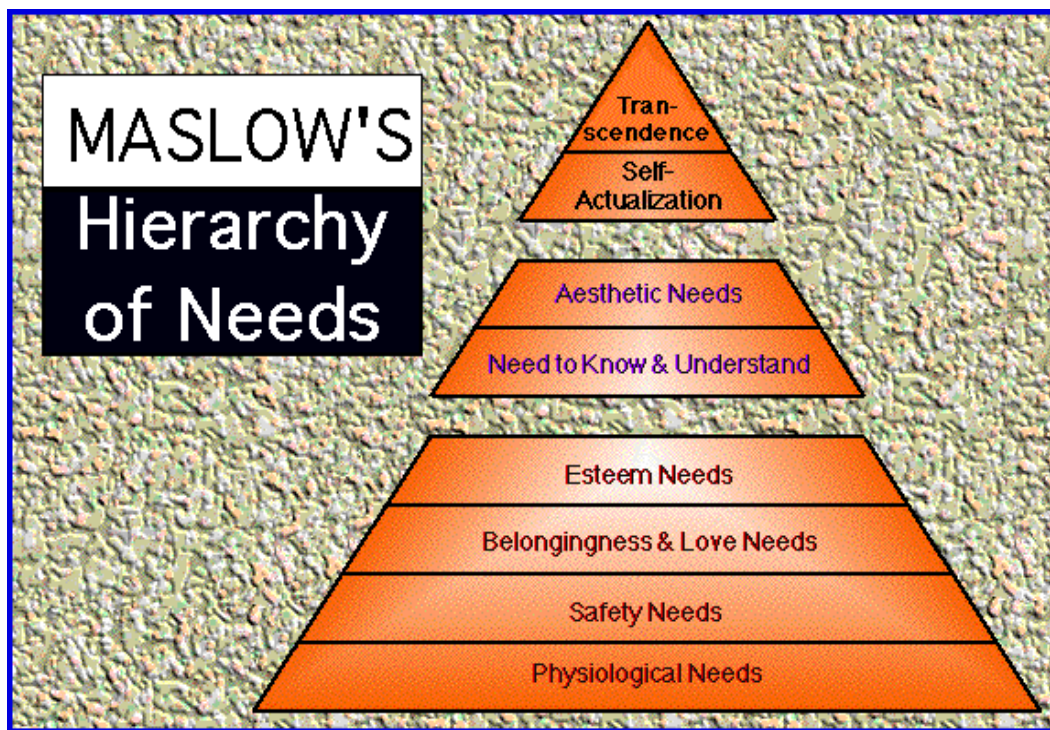 MASLOW'S
Hierarchy
of Needs
Tran-
scendence
Self-
Actualization
Aesthetic Needs
Need to Know & Understand
Esteem Needs
Belongingness & Love Needs
Safety Needs
Physiological Needs